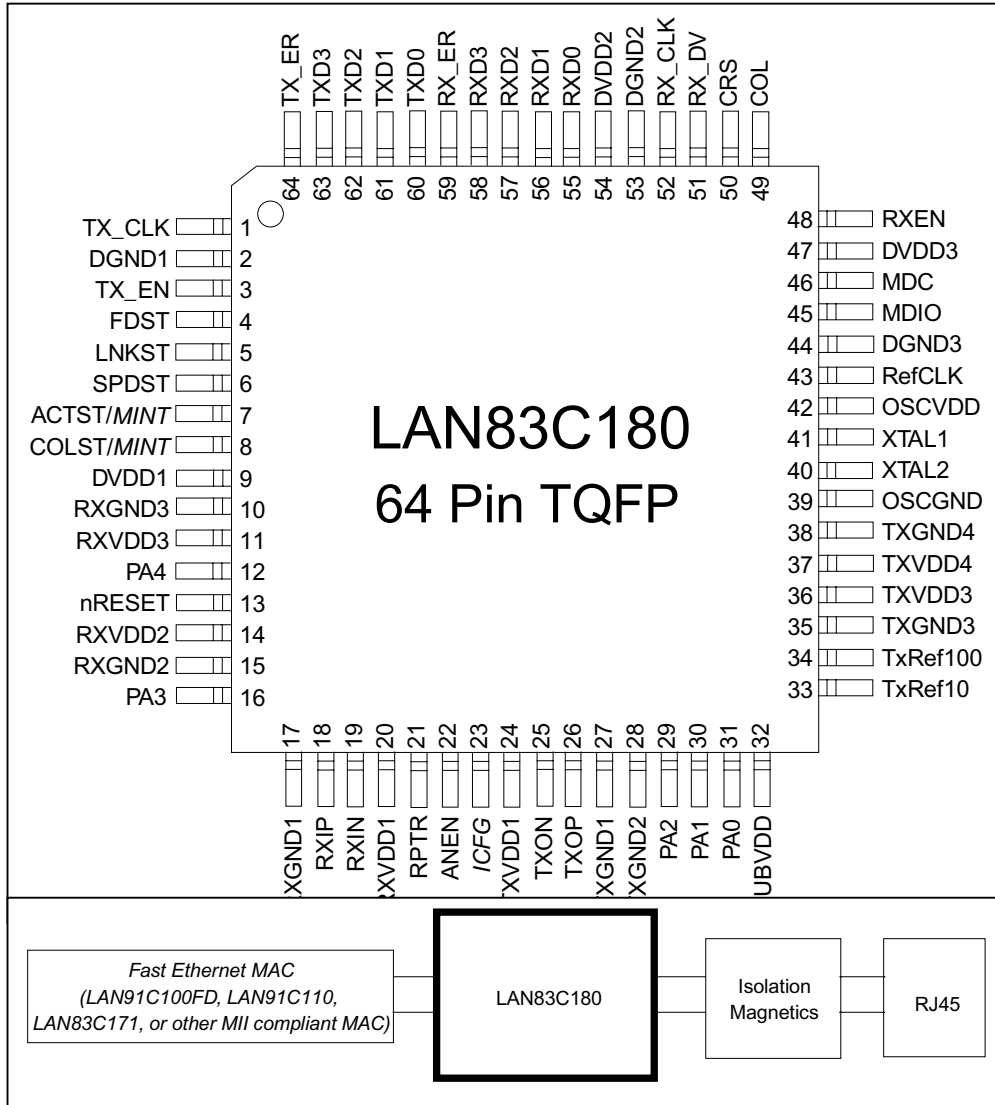 TX_ER
TXD3
TXD2
TXD1
TXD0
RX_ER
RXD3
RXD2
RXD1
RXD0
DVDD2
DGND2
RX_CLK
RX_DV
CRS
COL
64
63
62
61
60
59
58
57
56
55
54
53
52
51
50
49
TX_CLK 1
DGND1 2
TX_EN 3
FDST 4
LNKST 5
SPDST 6
ACTST/MINT 7
COLST/MINT 8
DVDD1 9
RXGND3 10
RXVDD3 11
PA4 12
nRESET 13
RXVDD2 14
RXGND2 15
PA3 16
LAN83C180
64 Pin TQFP
48 RXEN
47 DVDD3
46 MDC
45 MDIO
44 DGND3
43 RefCLK
42 OSCVDD
41 XTAL1
40 XTAL2
39 OSCGND
38 TXGND4
37 TXVDD4
36 TXVDD3
35 TXGND3
34 TxRef100
33 TxRef10
17
18
19
20
21
22
23
24
25
26
27
28
29
30
31
32
XGND1
RXIP
RXIN
RXVDD1
RPTR
ANEN
ICFG
TXVDD1
TXON
TXOP
TXGND1
TXGND2
PA2
PA1
PA0
UBVDD
Fast Ethernet MAC
(LAN91C100FD, LAN91C110,
LAN83C171, or other MII compliant MAC)
LAN83C180
Isolation
Magnetics
RJ45